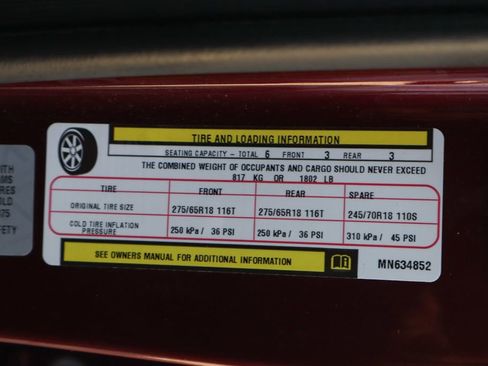 TIRE AND LOADING INFORMATION
SEATING CAPACITY – TOTAL 6 FRONT 3 REAR 3
THE COMBINED WEIGHT OF OCCUPANTS AND CARGO SHOULD NEVER EXCEED
817 KG OR 1802 LB
TIRE FRONT REAR SPARE
ORIGINAL TIRE SIZE 275/65R18 116T 275/65R18 116T 245/70R18 110S
COLD TIRE INFLATION PRESSURE 250 kPa / 36 PSI 250 kPa / 36 PSI 310 kPa / 45 PSI
SEE OWNERS MANUAL FOR ADDITIONAL INFORMATION MN634852